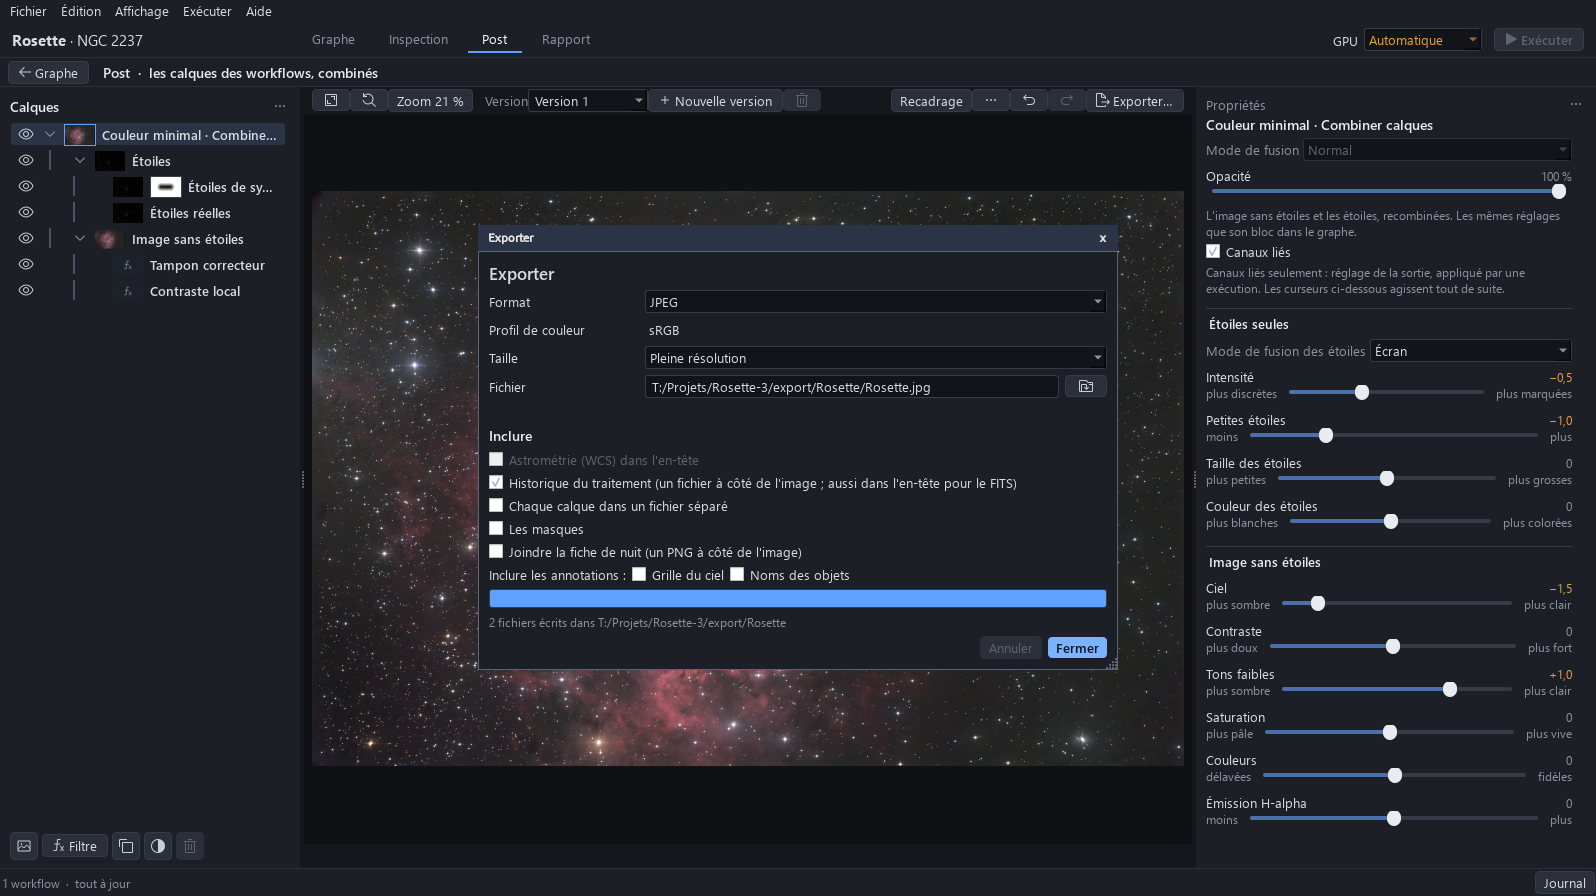 Fichier Édition Affichage Exécuter Aide
Rosette · NGC 2237
Graphe Inspection Post Rapport
GPU Automatique Exécuter
Graphe Post · les calques des workflows, combinés
Calques ...
Zoom 21 % Version Version 1 + Nouvelle version
Recadrage ... Exporter...
Couleur minimal · Combine...
Étoiles
Étoiles de sy...
Étoiles réelles
Image sans étoiles
fx Tampon correcteur
fx Contraste local
fx Filtre
Exporter x
Exporter
Format JPEG
Profil de couleur sRGB
Taille Pleine résolution
Fichier T:/Projets/Rosette-3/export/Rosette/Rosette.jpg
Inclure
Astrométrie (WCS) dans l'en-tête
Historique du traitement (un fichier à côté de l'image ; aussi dans l'en-tête pour le FITS)
Chaque calque dans un fichier séparé
Les masques
Joindre la fiche de nuit (un PNG à côté de l'image)
Inclure les annotations : Grille du ciel Noms des objets
2 fichiers écrits dans T:/Projets/Rosette-3/export/Rosette
Annuler Fermer
Propriétés ...
Couleur minimal · Combiner calques
Mode de fusion Normal
Opacité 100 %
L'image sans étoiles et les étoiles, recombinées. Les mêmes réglages
que son bloc dans le graphe.
Canaux liés
Canaux liés seulement : réglage de la sortie, appliqué par une
exécution. Les curseurs ci-dessous agissent tout de suite.
Étoiles seules
Mode de fusion des étoiles Écran
Intensité −0,5
plus discrètes plus marquées
Petites étoiles −1,0
moins plus
Taille des étoiles 0
plus petites plus grosses
Couleur des étoiles 0
plus blanches plus colorées
Image sans étoiles
Ciel −1,5
plus sombre plus clair
Contraste 0
plus doux plus fort
Tons faibles +1,0
plus sombre plus clair
Saturation 0
plus pâle plus vive
Couleurs 0
délavées fidèles
Émission H-alpha 0
moins plus
1 workflow · tout à jour
Journal